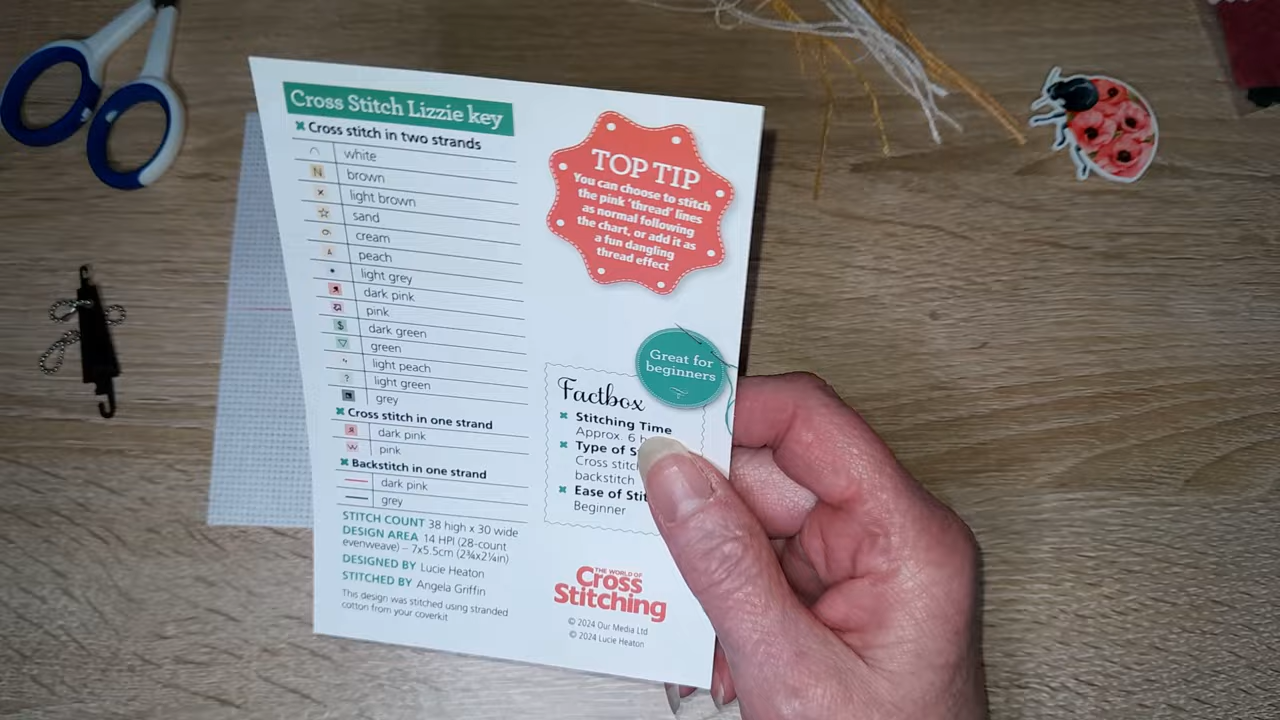 Cross Stitch Lizzie key
Cross stitch in two strands
white
brown
light brown
sand
cream
peach
light grey
dark pink
pink
dark green
green
light peach
light green
grey
Cross stitch in one strand
dark pink
pink
Backstitch in one strand
dark pink
grey
STITCH COUNT 38 high x 30 wide
DESIGN AREA 14 HPI (28-count
evenweave) – 7x5.5cm (2¾x2¼in)
DESIGNED BY Lucie Heaton
STITCHED BY Angela Griffin
This design was stitched using stranded
cotton from your coverkit
TOP TIP
You can choose to stitch
the pink 'thread' lines
as normal following
the chart, or add it as
a fun dangling
thread effect
Great for
beginners
Factbox
Stitching Time
Approx. 6
Type of
Cross
backstitch
Ease of
Beginner
THE WORLD OF
Cross
Stitching
© 2024 Our Media Ltd
© 2024 Lucie Heaton